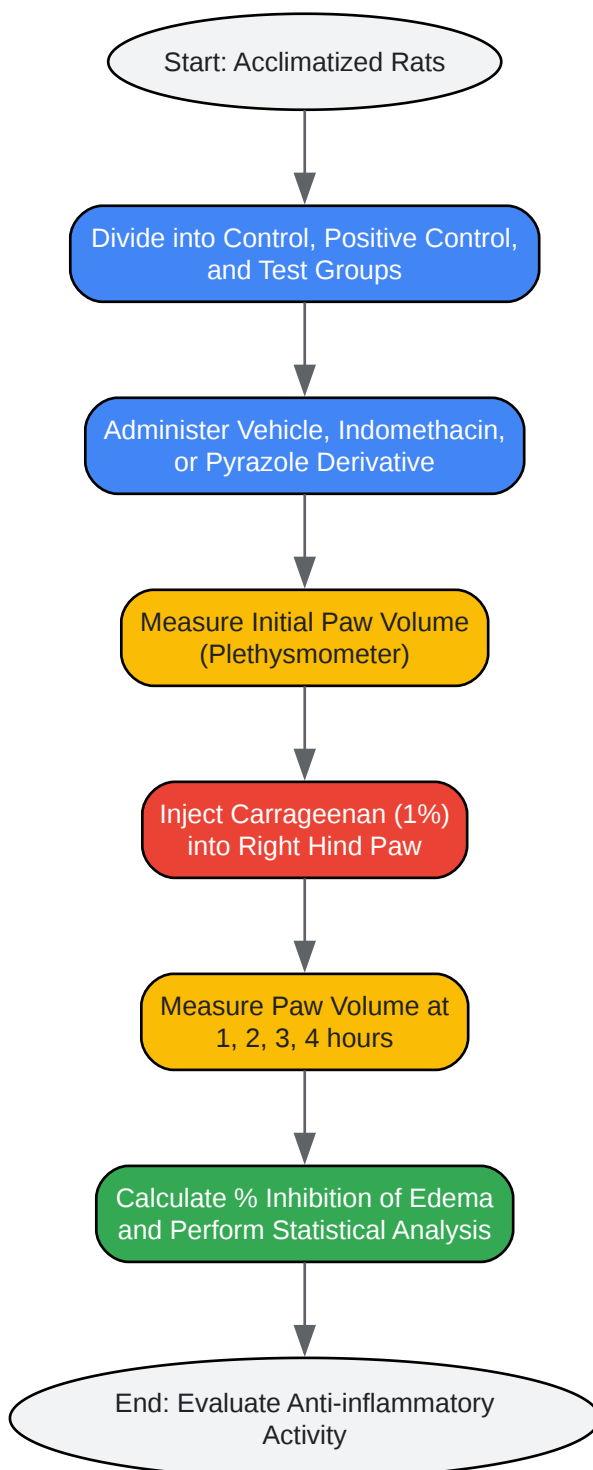 Start: Acclimatized Rats
Divide into Control, Positive Control,
and Test Groups
Administer Vehicle, Indomethacin,
or Pyrazole Derivative
Measure Initial Paw Volume
(Plethysmometer)
Inject Carrageenan (1%)
into Right Hind Paw
Measure Paw Volume at
1, 2, 3, 4 hours
Calculate % Inhibition of Edema
and Perform Statistical Analysis
End: Evaluate Anti-inflammatory
Activity